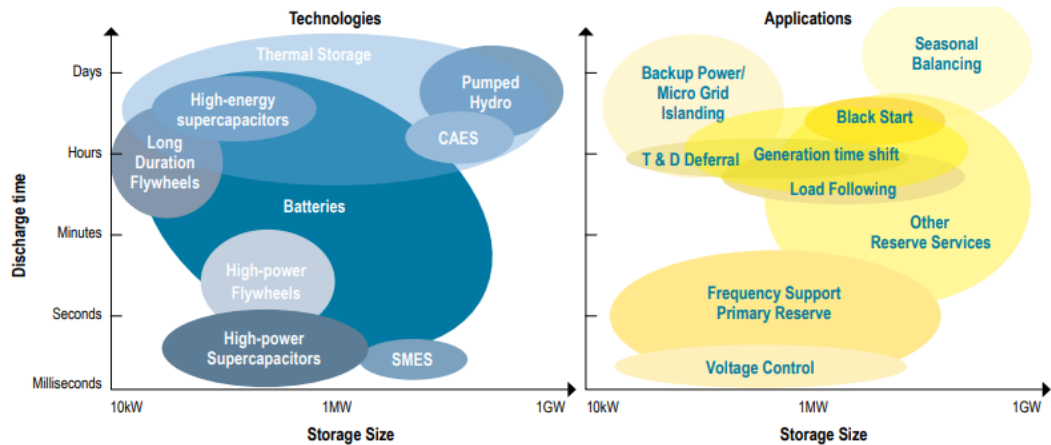 Technologies
Applications
Discharge time
Days
Hours
Minutes
Seconds
Milliseconds
Thermal Storage
High-energy
supercapacitors
Pumped
Hydro
CAES
Long
Duration
Flywheels
Batteries
High-power
Flywheels
High-power
Supercapacitors
SMES
10kW
1MW
1GW
Storage Size
Seasonal
Balancing
Backup Power/
Micro Grid
Islanding
Black Start
T & D Deferral
Generation time shift
Load Following
Other
Reserve Services
Frequency Support
Primary Reserve
Voltage Control
10kW
1MW
1GW
Storage Size